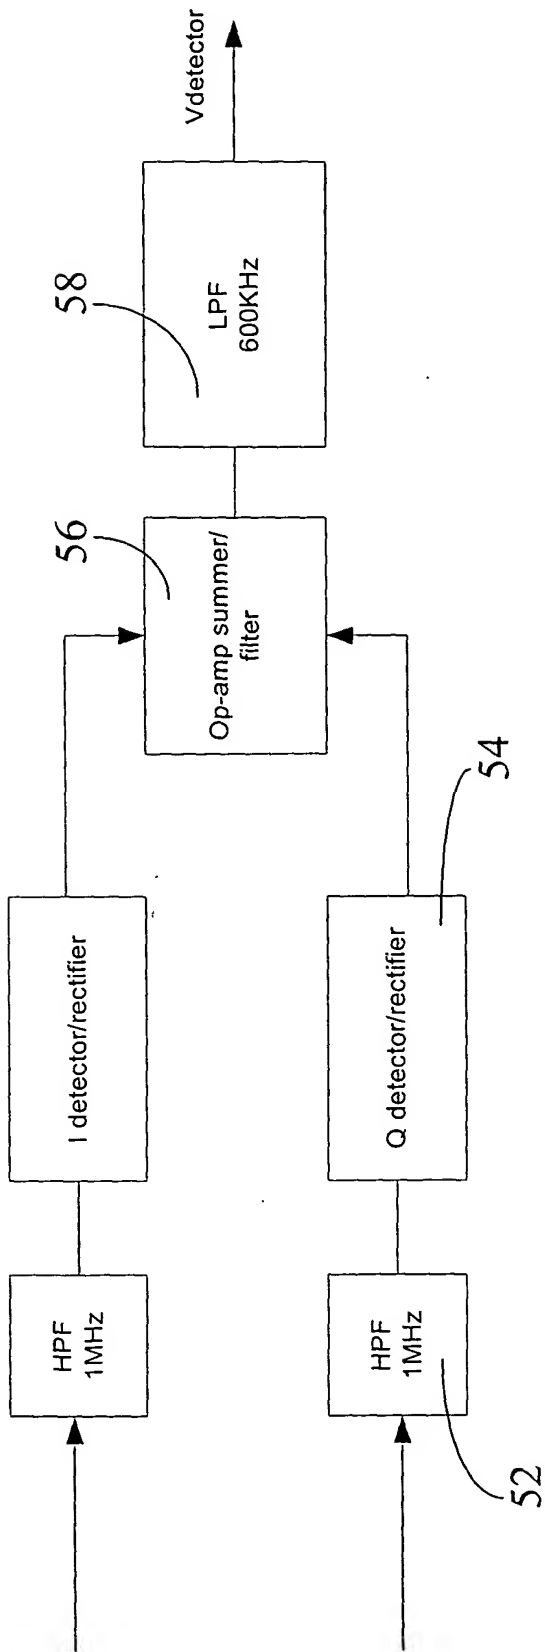 HPF
1MHz
I detector/rectifier
HPF
1MHz
52
Q detector/rectifier
54
Op-amp summer/
filter
56
LPF
600KHz
58
Vdetector